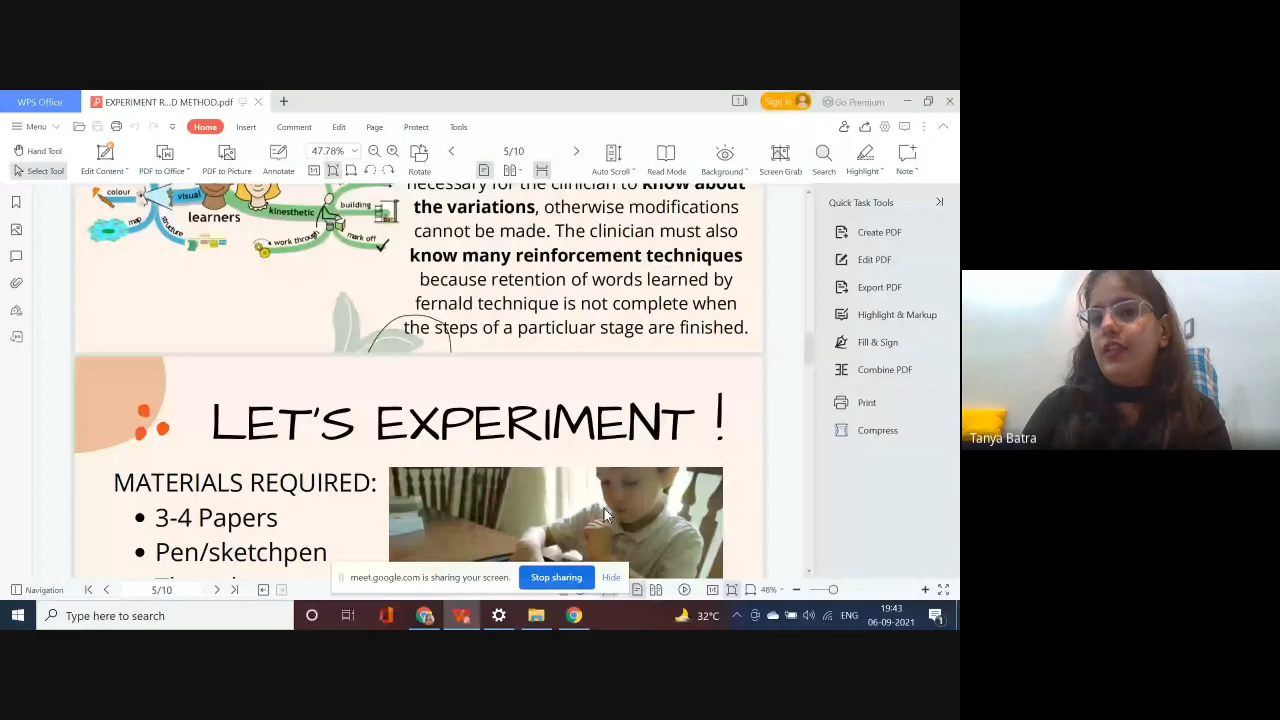 WPS Office
EXPERIMENT R...D METHOD.pdf
Sign in
Go Premium
Menu
Home
Insert
Comment
Edit
Page
Protect
Tools
Hand Tool
Select Tool
Edit Content
PDF to Office
PDF to Picture
Annotate
47.78%
Rotate
5/10
Auto Scroll
Read Mode
Background
Screen Grab
Search
Highlight
Note
colour
visual
map
structure
learners
kinesthetic
building
work through
mark off
necessary for the clinician to know about
the variations, otherwise modifications
cannot be made. The clinician must also
know many reinforcement techniques
because retention of words learned by
fernald technique is not complete when
the steps of a particluar stage are finished.
LET'S EXPERIMENT !
MATERIALS REQUIRED:
• 3-4 Papers
• Pen/sketchpen
Quick Task Tools
Create PDF
Edit PDF
Export PDF
Highlight & Markup
Fill & Sign
Combine PDF
Print
Compress
Tanya Batra
meet.google.com is sharing your screen.
Stop sharing
Hide
Navigation
5/10
48%
Type here to search
32°C
ENG
19:43
06-09-2021